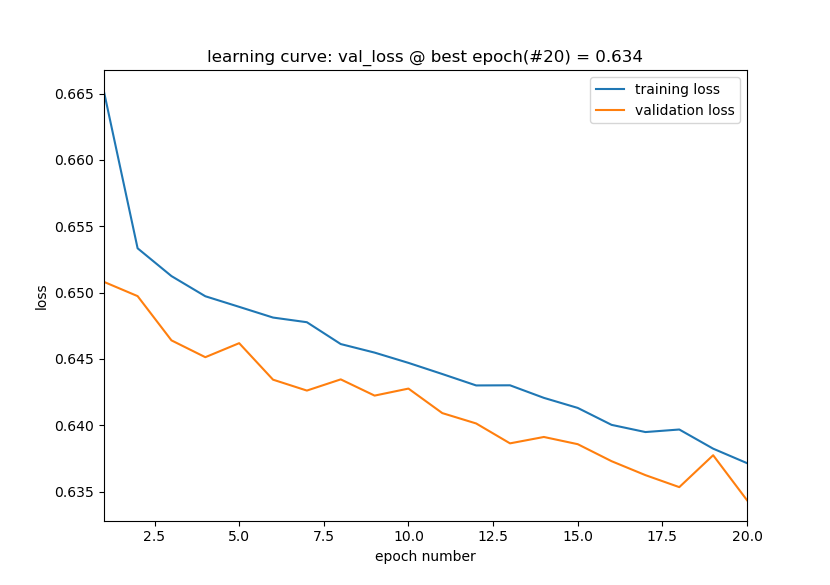 learning curve: val_loss @ best epoch(#20) = 0.634
training loss
validation loss
0.665
0.660
0.655
0.650
0.645
0.640
0.635
loss
2.5 5.0 7.5 10.0 12.5 15.0 17.5 20.0
epoch number